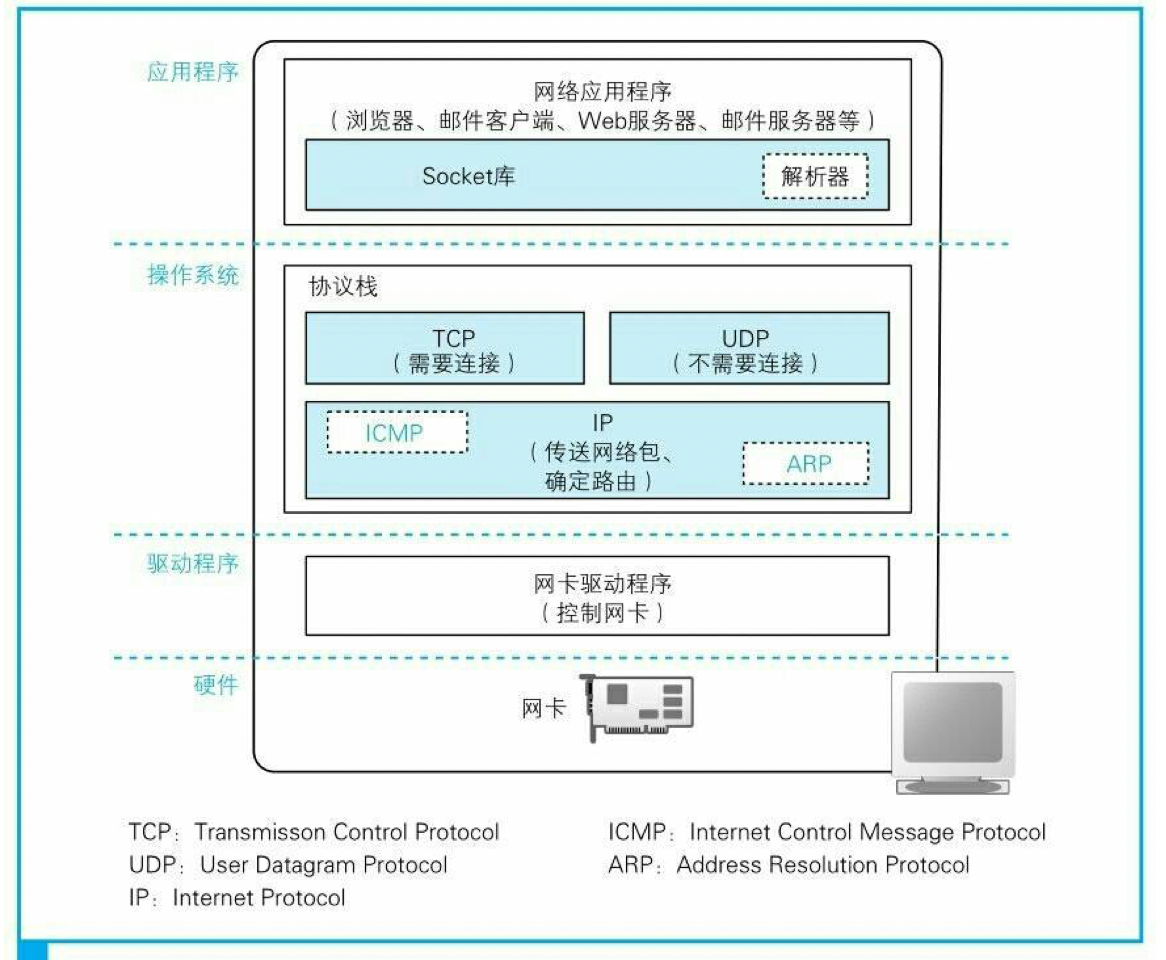 应用程序
网络应用程序
（浏览器、邮件客户端、Web服务器、邮件服务器等）
Socket库
解析器
操作系统
协议栈
TCP
（需要连接）
UDP
（不需要连接）
ICMP
IP
（传送网络包、
确定路由）
ARP
驱动程序
网卡驱动程序
（控制网卡）
硬件
网卡
TCP：Transmisson Control Protocol
UDP：User Datagram Protocol
IP：Internet Protocol
ICMP：Internet Control Message Protocol
ARP：Address Resolution Protocol